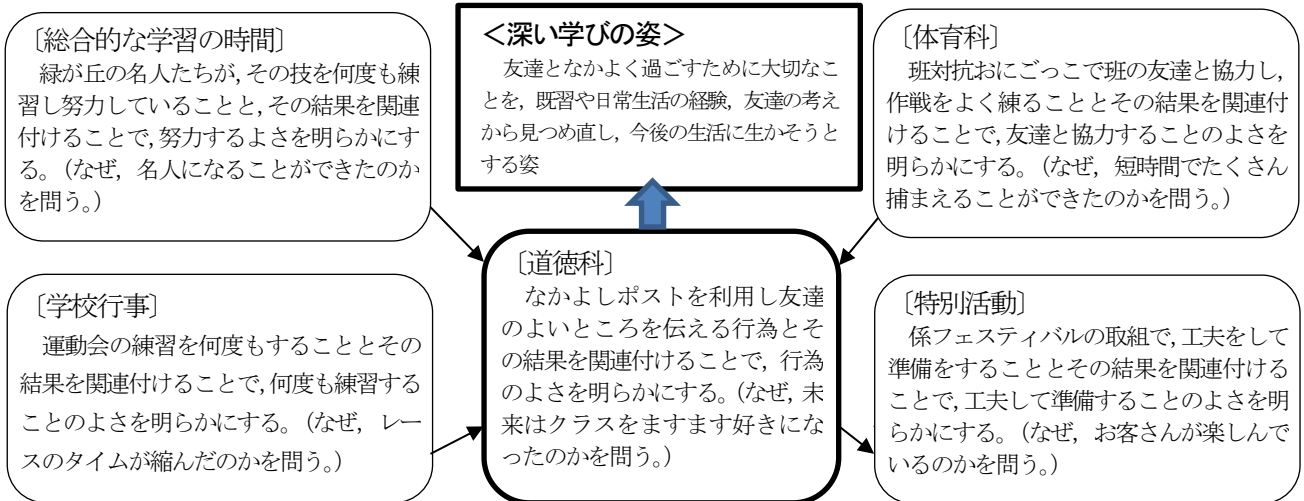 〔総合的な学習の時間〕
緑が丘の名人たちが，その技を何度も練
習し努力していることと，その結果を関連
付けることで，努力するよさを明らかにす
る。（なぜ，名人になることができたのか
を問う。）
＜深い学びの姿＞
友達となかよく過ごすために大切なこ
とを，既習や日常生活の経験，友達の考え
から見つめ直し，今後の生活に生かそうと
する姿
〔体育科〕
班対抗おにごっこで班の友達と協力し，
作戦をよく練ることとその結果を関連付
けることで，友達と協力することのよさを
明らかにする。（なぜ，短時間でたくさん
捕まえることができたのかを問う。）
〔学校行事〕
運動会の練習を何度もすることとその
結果を関連付けることで，何度も練習する
ことのよさを明らかにする。（なぜ，レー
スのタイムが縮んだのかを問う。）
〔道徳科〕
なかよしポストを利用し友達
のよいところを伝える行為とそ
の結果を関連付けることで，行為
のよさを明らかにする。（なぜ，未
来はクラスをますます好きにな
ったのかを問う。）
〔特別活動〕
係フェスティバルの取組で，工夫をして
準備をすることとその結果を関連付ける
ことで，工夫して準備することのよさを明
らかにする。（なぜ，お客さんが楽しんで
いるのかを問う。）